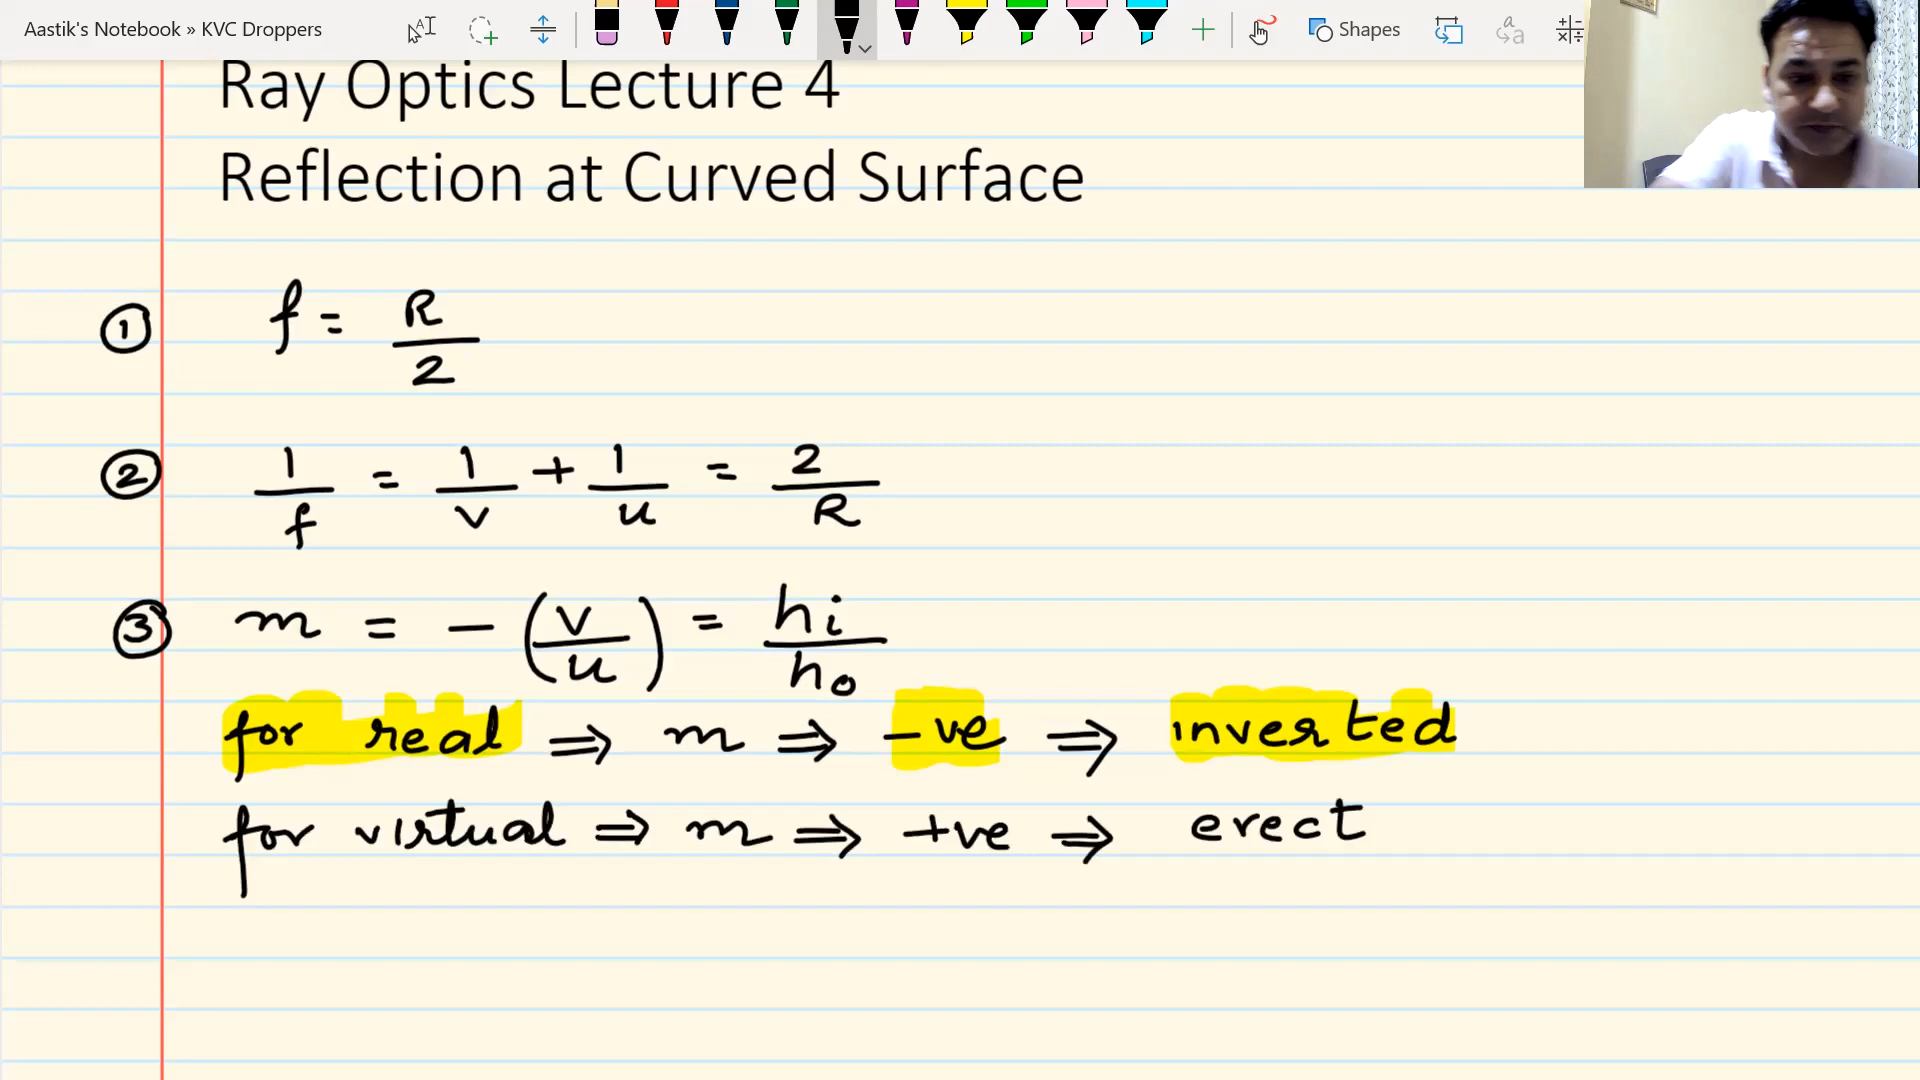 Aastik's Notebook » KVC Droppers
Shapes
Ray Optics Lecture 4
Reflection at Curved Surface
① f = R/2
② 1/f = 1/v + 1/u = 2/R
③ m = -(v/u) = hi/ho
for real ⇒ m ⇒ -ve ⇒ inverted
for virtual ⇒ m ⇒ +ve ⇒ erect